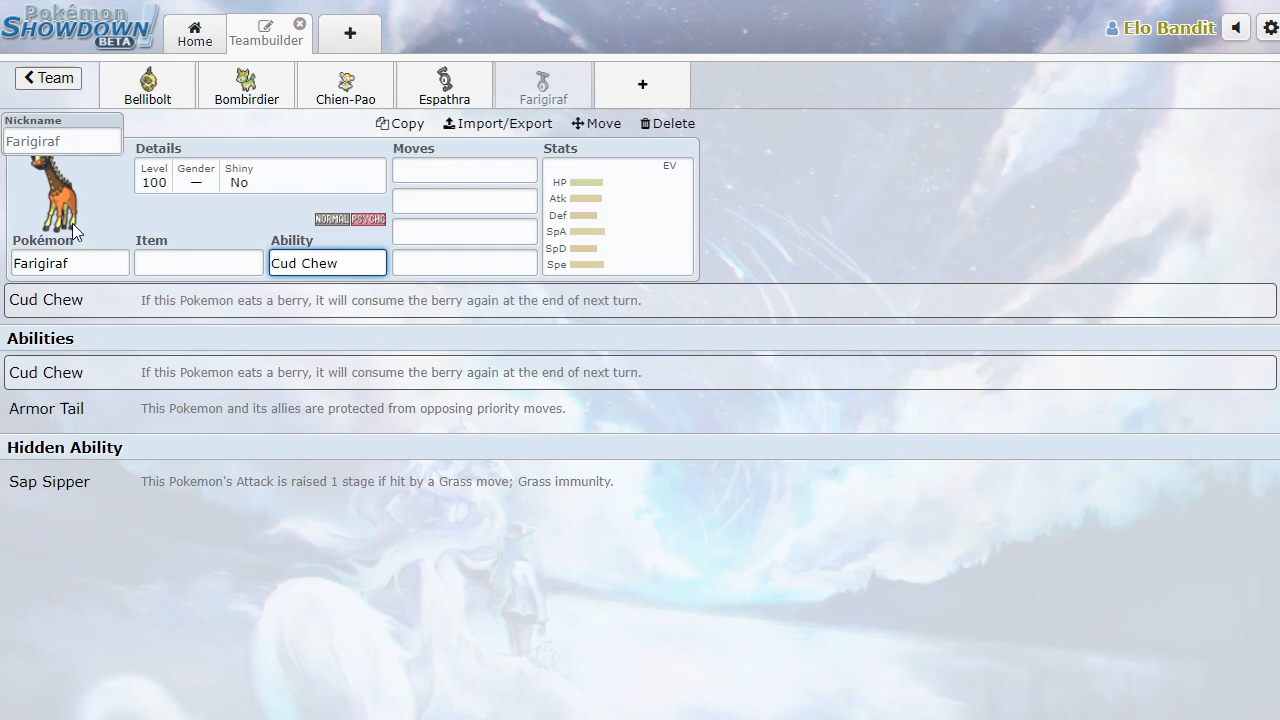 Pokémon
SHOWDOWN!
BETA
Home
Teambuilder
Elo Bandit
Team
Bellibolt
Bombirdier
Chien-Pao
Espathra
Farigiraf
Nickname
Farigiraf
Copy
Import/Export
Move
Delete
Details
Moves
Stats
Level
Gender
Shiny
100
—
No
EV
HP
Atk
Def
SpA
SpD
Spe
NORMAL
PSYCHC
Pokémon
Item
Ability
Farigiraf
Cud Chew
Cud Chew
If this Pokemon eats a berry, it will consume the berry again at the end of next turn.
Abilities
Cud Chew
If this Pokemon eats a berry, it will consume the berry again at the end of next turn.
Armor Tail
This Pokemon and its allies are protected from opposing priority moves.
Hidden Ability
Sap Sipper
This Pokemon's Attack is raised 1 stage if hit by a Grass move; Grass immunity.